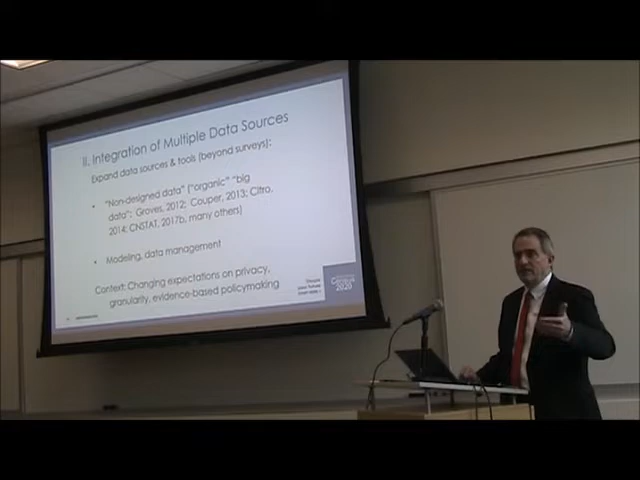 II. Integration of Multiple Data Sources
Expand data sources & tools (beyond surveys):
• "Non-designed data" ("organic" "big
data": Groves, 2012; Couper, 2013; Citro,
2014; CNSTAT, 2017b, many others)
• Modeling, data management
Context: Changing expectations on privacy,
granularity, evidence-based policymaking
Census
2020